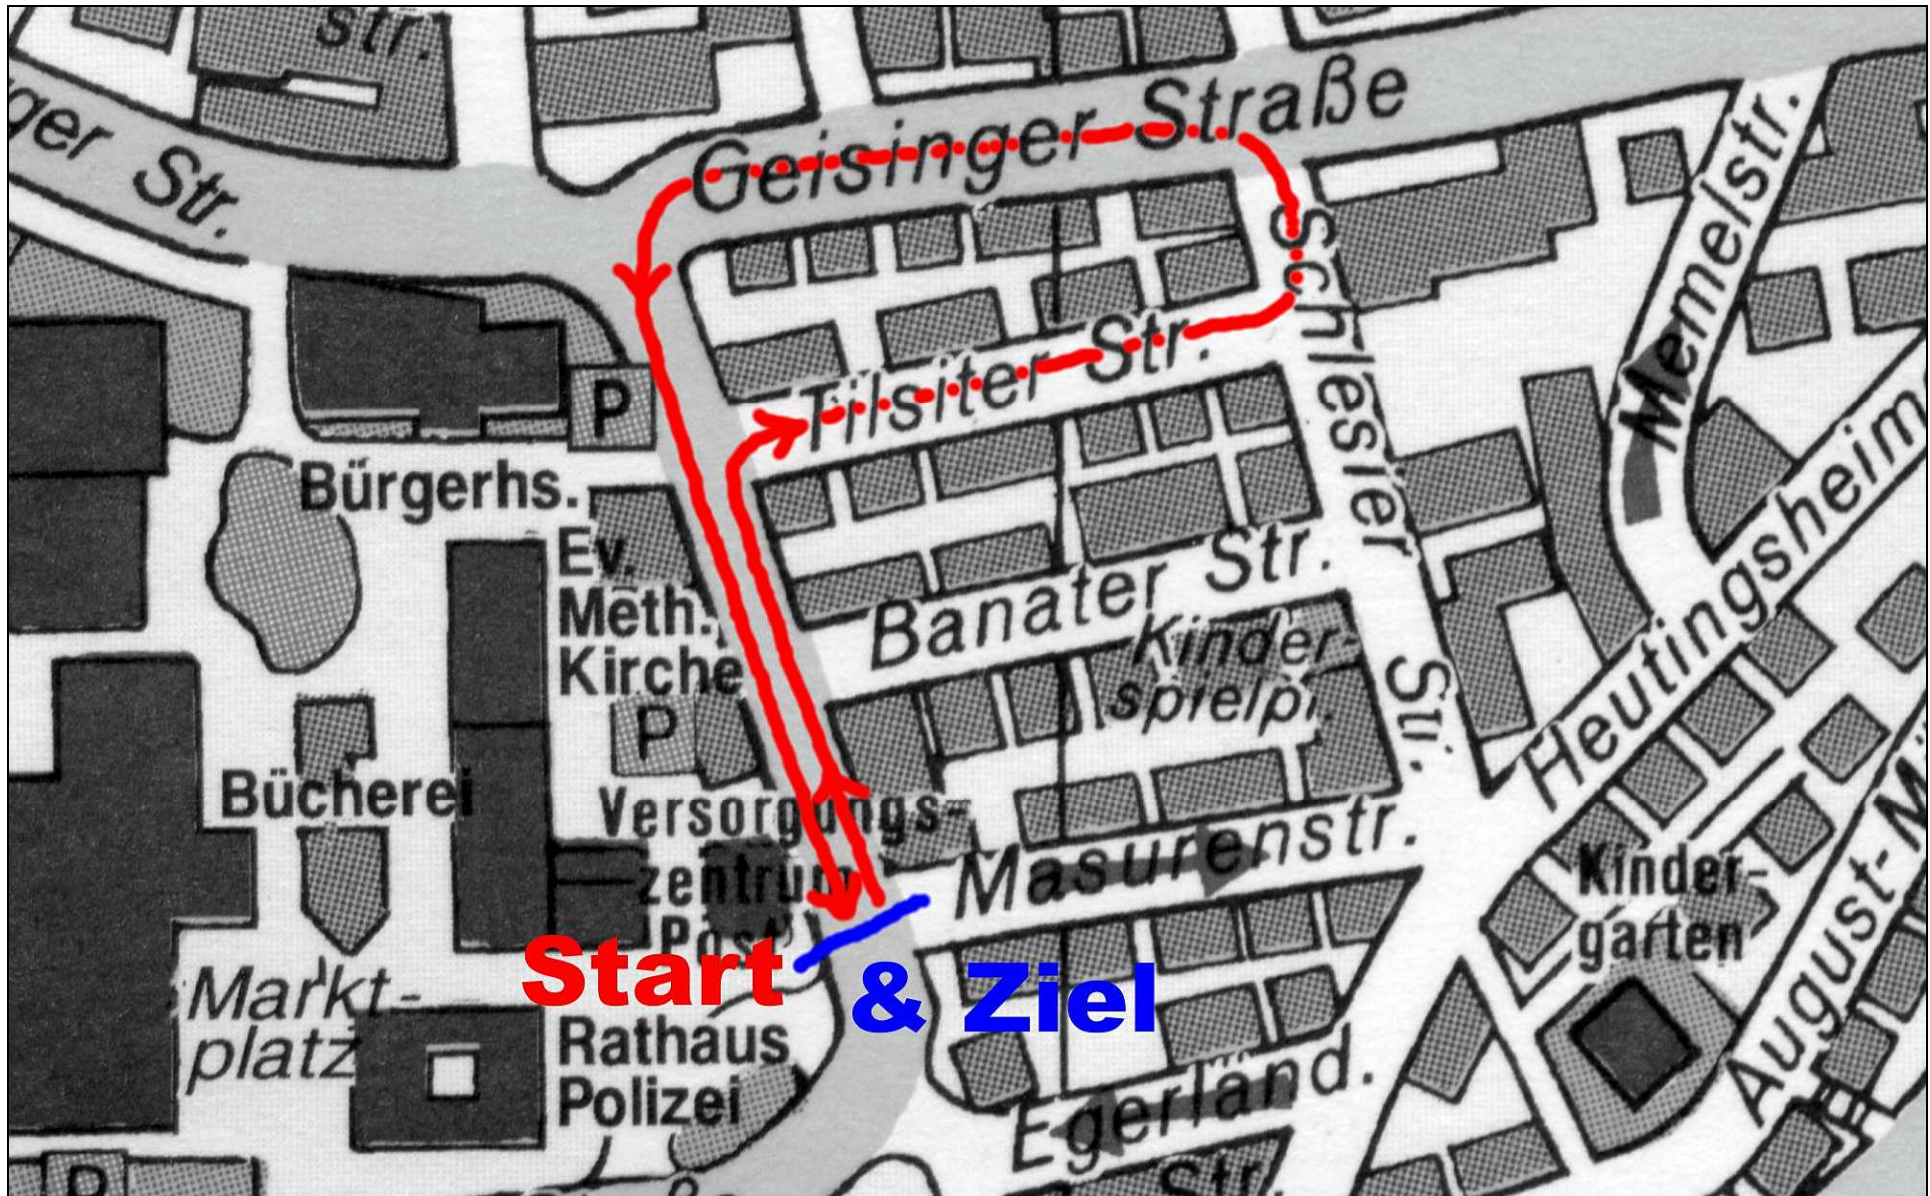 str.
ger Str.
Geisinger Straße
Memelstr.
Schlesier Str.
Tilsiter Str.
P
Bürgerhs.
Ev.
Meth.
Kirche
Banater Str.
Kinder-
spielpl.
Heutingsheim
P
Bücherei
Versorgungs-
zentrum
Post
Masurenstr.
Kinder-
garten
August-M
Start & Ziel
Markt-
platz
Rathaus
Polizei
Egerländ.
Str.
P